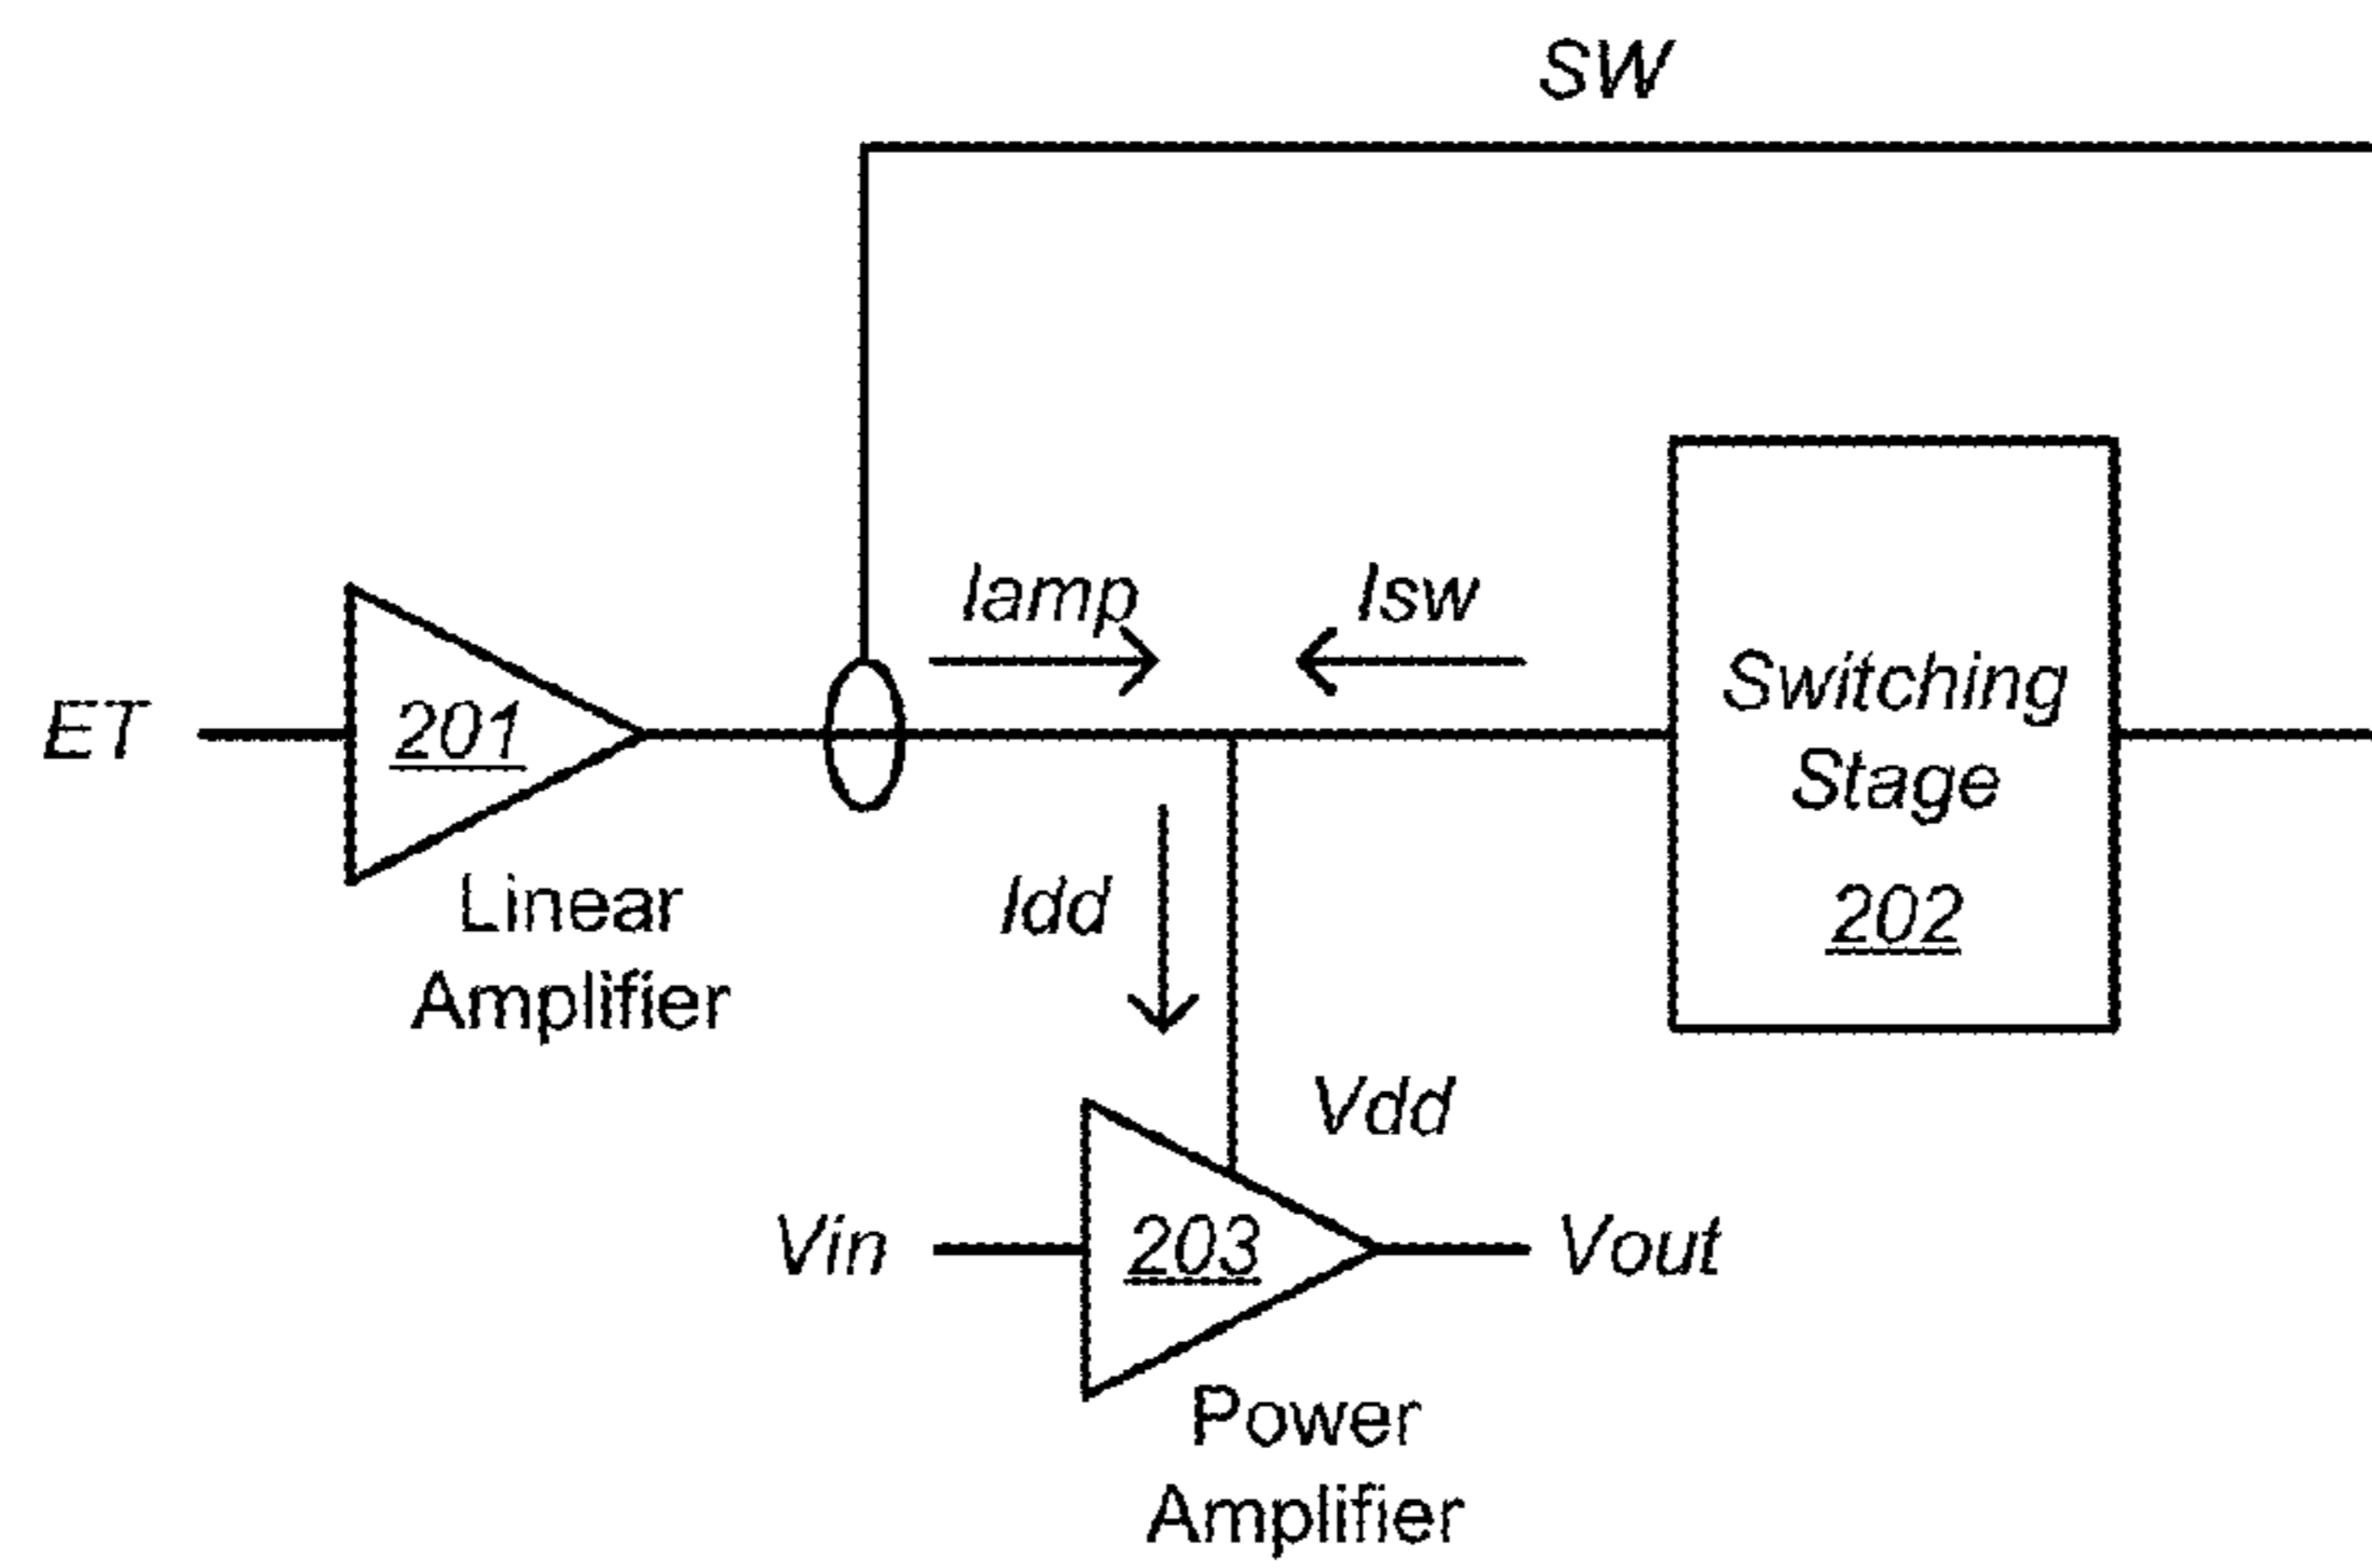 SW
Iamp
Isw
ET
201
Switching
Stage
202
Linear
Amplifier
Idd
Vdd
Vin
203
Vout
Power
Amplifier